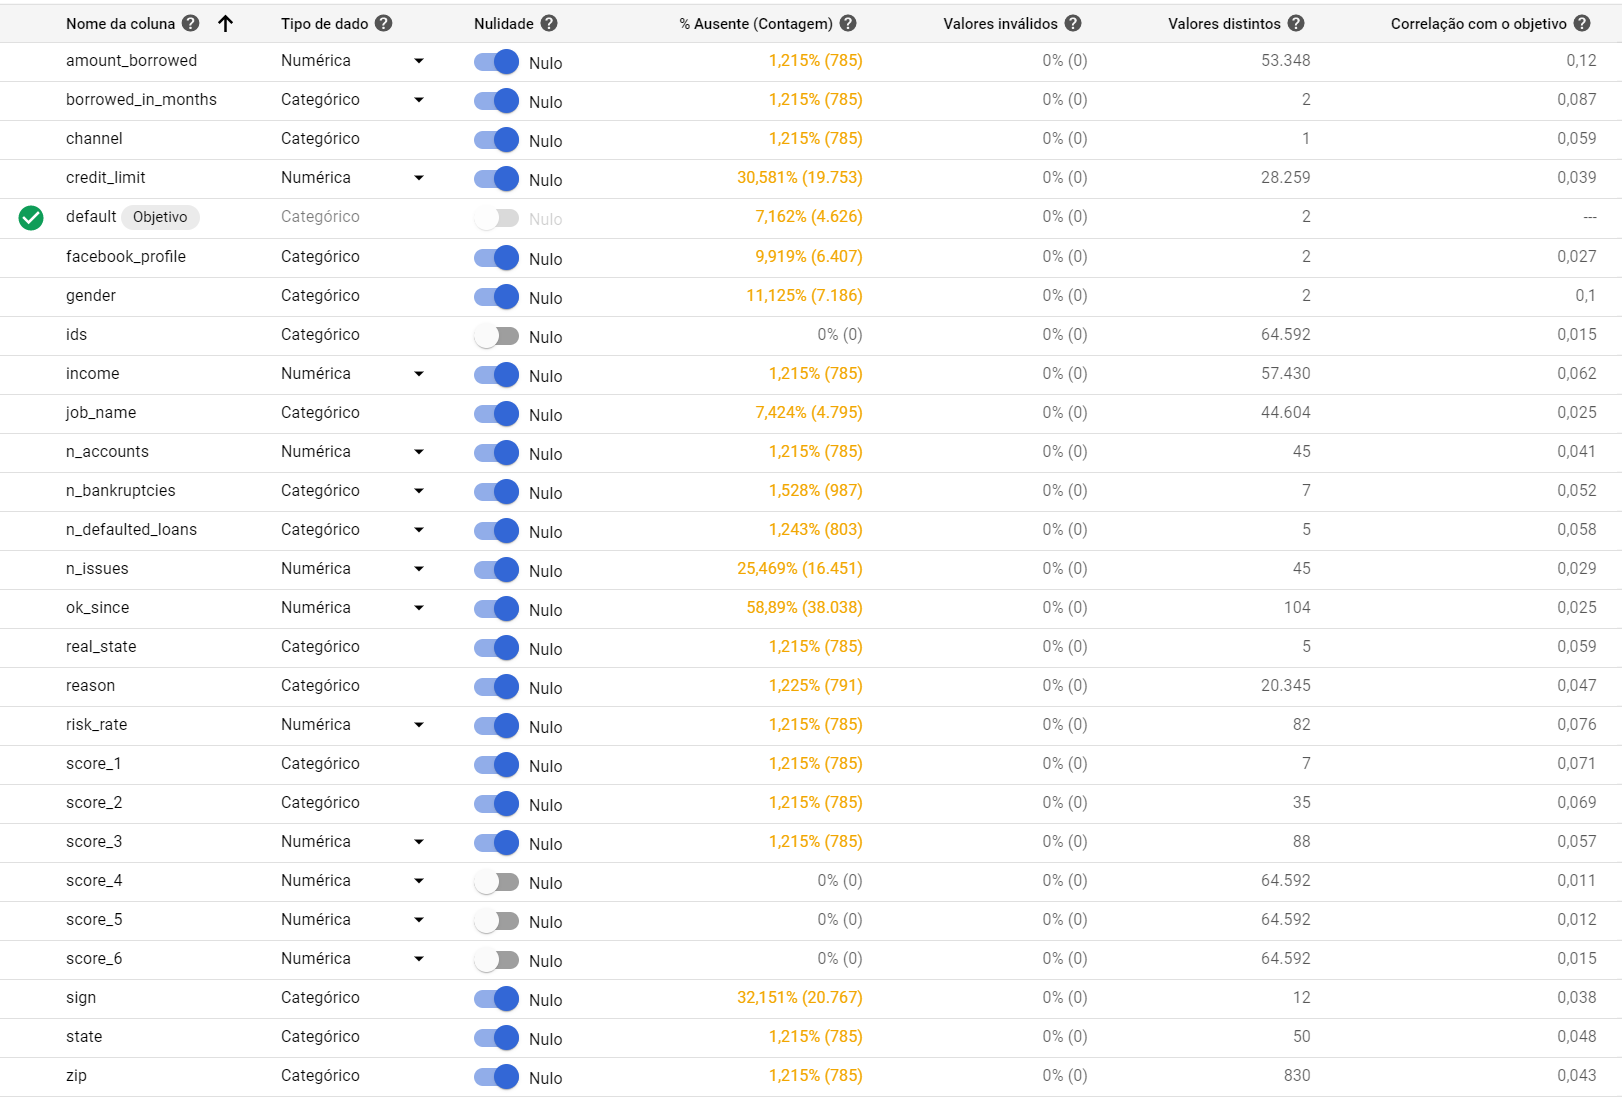 Nome da coluna Tipo de dado Nulidade % Ausente (Contagem) Valores inválidos Valores distintos Correlação com o objetivo
amount_borrowed Numérica Nulo 1,215% (785) 0% (0) 53.348 0,12
borrowed_in_months Categórico Nulo 1,215% (785) 0% (0) 2 0,087
channel Categórico Nulo 1,215% (785) 0% (0) 1 0,059
credit_limit Numérica Nulo 30,581% (19.753) 0% (0) 28.259 0,039
default Objetivo Categórico Nulo 7,162% (4.626) 0% (0) 2 ---
facebook_profile Categórico Nulo 9,919% (6.407) 0% (0) 2 0,027
gender Categórico Nulo 11,125% (7.186) 0% (0) 2 0,1
ids Categórico Nulo 0% (0) 0% (0) 64.592 0,015
income Numérica Nulo 1,215% (785) 0% (0) 57.430 0,062
job_name Categórico Nulo 7,424% (4.795) 0% (0) 44.604 0,025
n_accounts Numérica Nulo 1,215% (785) 0% (0) 45 0,041
n_bankruptcies Categórico Nulo 1,528% (987) 0% (0) 7 0,052
n_defaulted_loans Categórico Nulo 1,243% (803) 0% (0) 5 0,058
n_issues Numérica Nulo 25,469% (16.451) 0% (0) 45 0,029
ok_since Numérica Nulo 58,89% (38.038) 0% (0) 104 0,025
real_state Categórico Nulo 1,215% (785) 0% (0) 5 0,059
reason Categórico Nulo 1,225% (791) 0% (0) 20.345 0,047
risk_rate Numérica Nulo 1,215% (785) 0% (0) 82 0,076
score_1 Categórico Nulo 1,215% (785) 0% (0) 7 0,071
score_2 Categórico Nulo 1,215% (785) 0% (0) 35 0,069
score_3 Numérica Nulo 1,215% (785) 0% (0) 88 0,057
score_4 Numérica Nulo 0% (0) 0% (0) 64.592 0,011
score_5 Numérica Nulo 0% (0) 0% (0) 64.592 0,012
score_6 Numérica Nulo 0% (0) 0% (0) 64.592 0,015
sign Categórico Nulo 32,151% (20.767) 0% (0) 12 0,038
state Categórico Nulo 1,215% (785) 0% (0) 50 0,048
zip Categórico Nulo 1,215% (785) 0% (0) 830 0,043